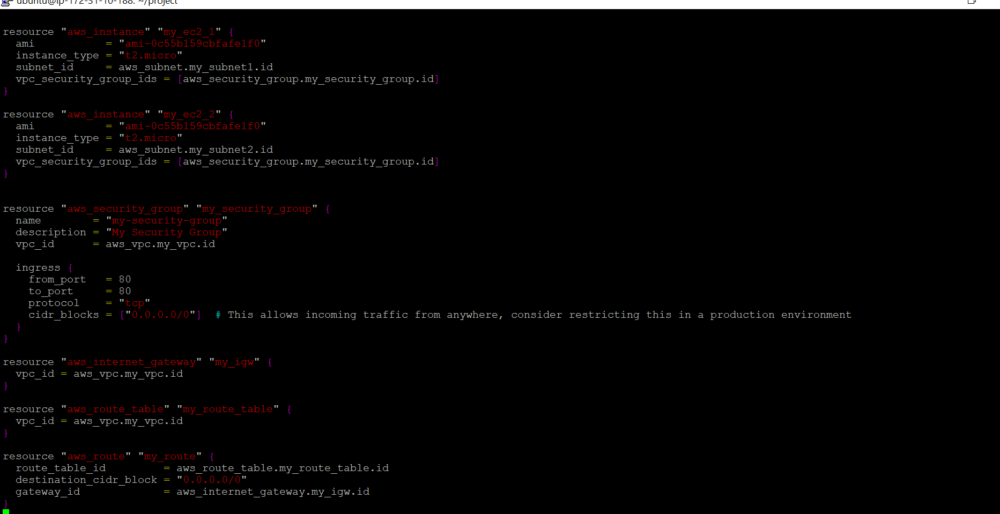 ubuntu@ip-172-31-10-188: ~/project
resource "aws_instance" "my_ec2_1" {
  ami           = "ami-0c55b159cbfafe1f0"
  instance_type = "t2.micro"
  subnet_id     = aws_subnet.my_subnet1.id
  vpc_security_group_ids = [aws_security_group.my_security_group.id]
}
resource "aws_instance" "my_ec2_2" {
  ami           = "ami-0c55b159cbfafe1f0"
  instance_type = "t2.micro"
  subnet_id     = aws_subnet.my_subnet2.id
  vpc_security_group_ids = [aws_security_group.my_security_group.id]
}
resource "aws_security_group" "my_security_group" {
  name        = "my-security-group"
  description = "My Security Group"
  vpc_id      = aws_vpc.my_vpc.id
  ingress {
    from_port   = 80
    to_port     = 80
    protocol    = "tcp"
    cidr_blocks = ["0.0.0.0/0"]  # This allows incoming traffic from anywhere, consider restricting this in a production environment
  }
}
resource "aws_internet_gateway" "my_igw" {
  vpc_id = aws_vpc.my_vpc.id
}
resource "aws_route_table" "my_route_table" {
  vpc_id = aws_vpc.my_vpc.id
}
resource "aws_route" "my_route" {
  route_table_id         = aws_route_table.my_route_table.id
  destination_cidr_block = "0.0.0.0/0"
  gateway_id             = aws_internet_gateway.my_igw.id
}